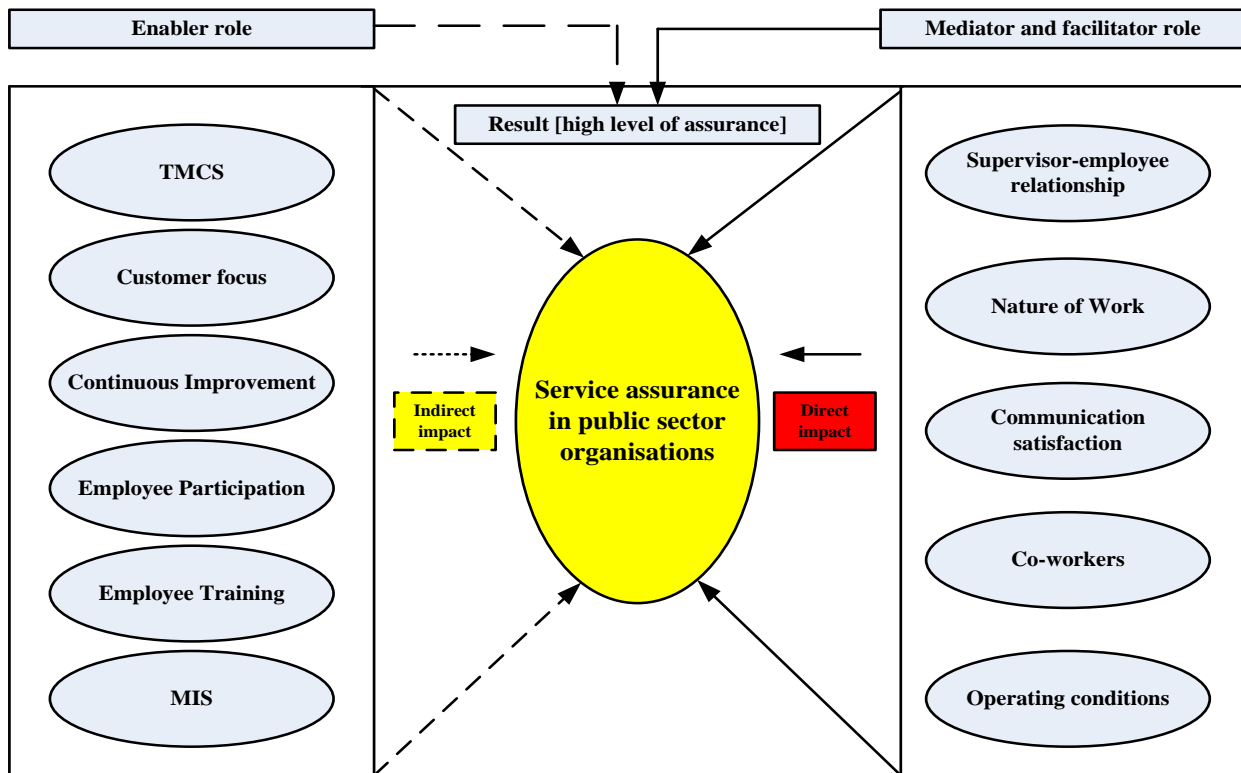 Enabler role
Mediator and facilitator role
Result [high level of assurance]
TMCS
Customer focus
Continuous Improvement
Employee Participation
Employee Training
MIS
Indirect
impact
Service assurance
in public sector
organisations
Direct
impact
Supervisor-employee
relationship
Nature of Work
Communication
satisfaction
Co-workers
Operating conditions